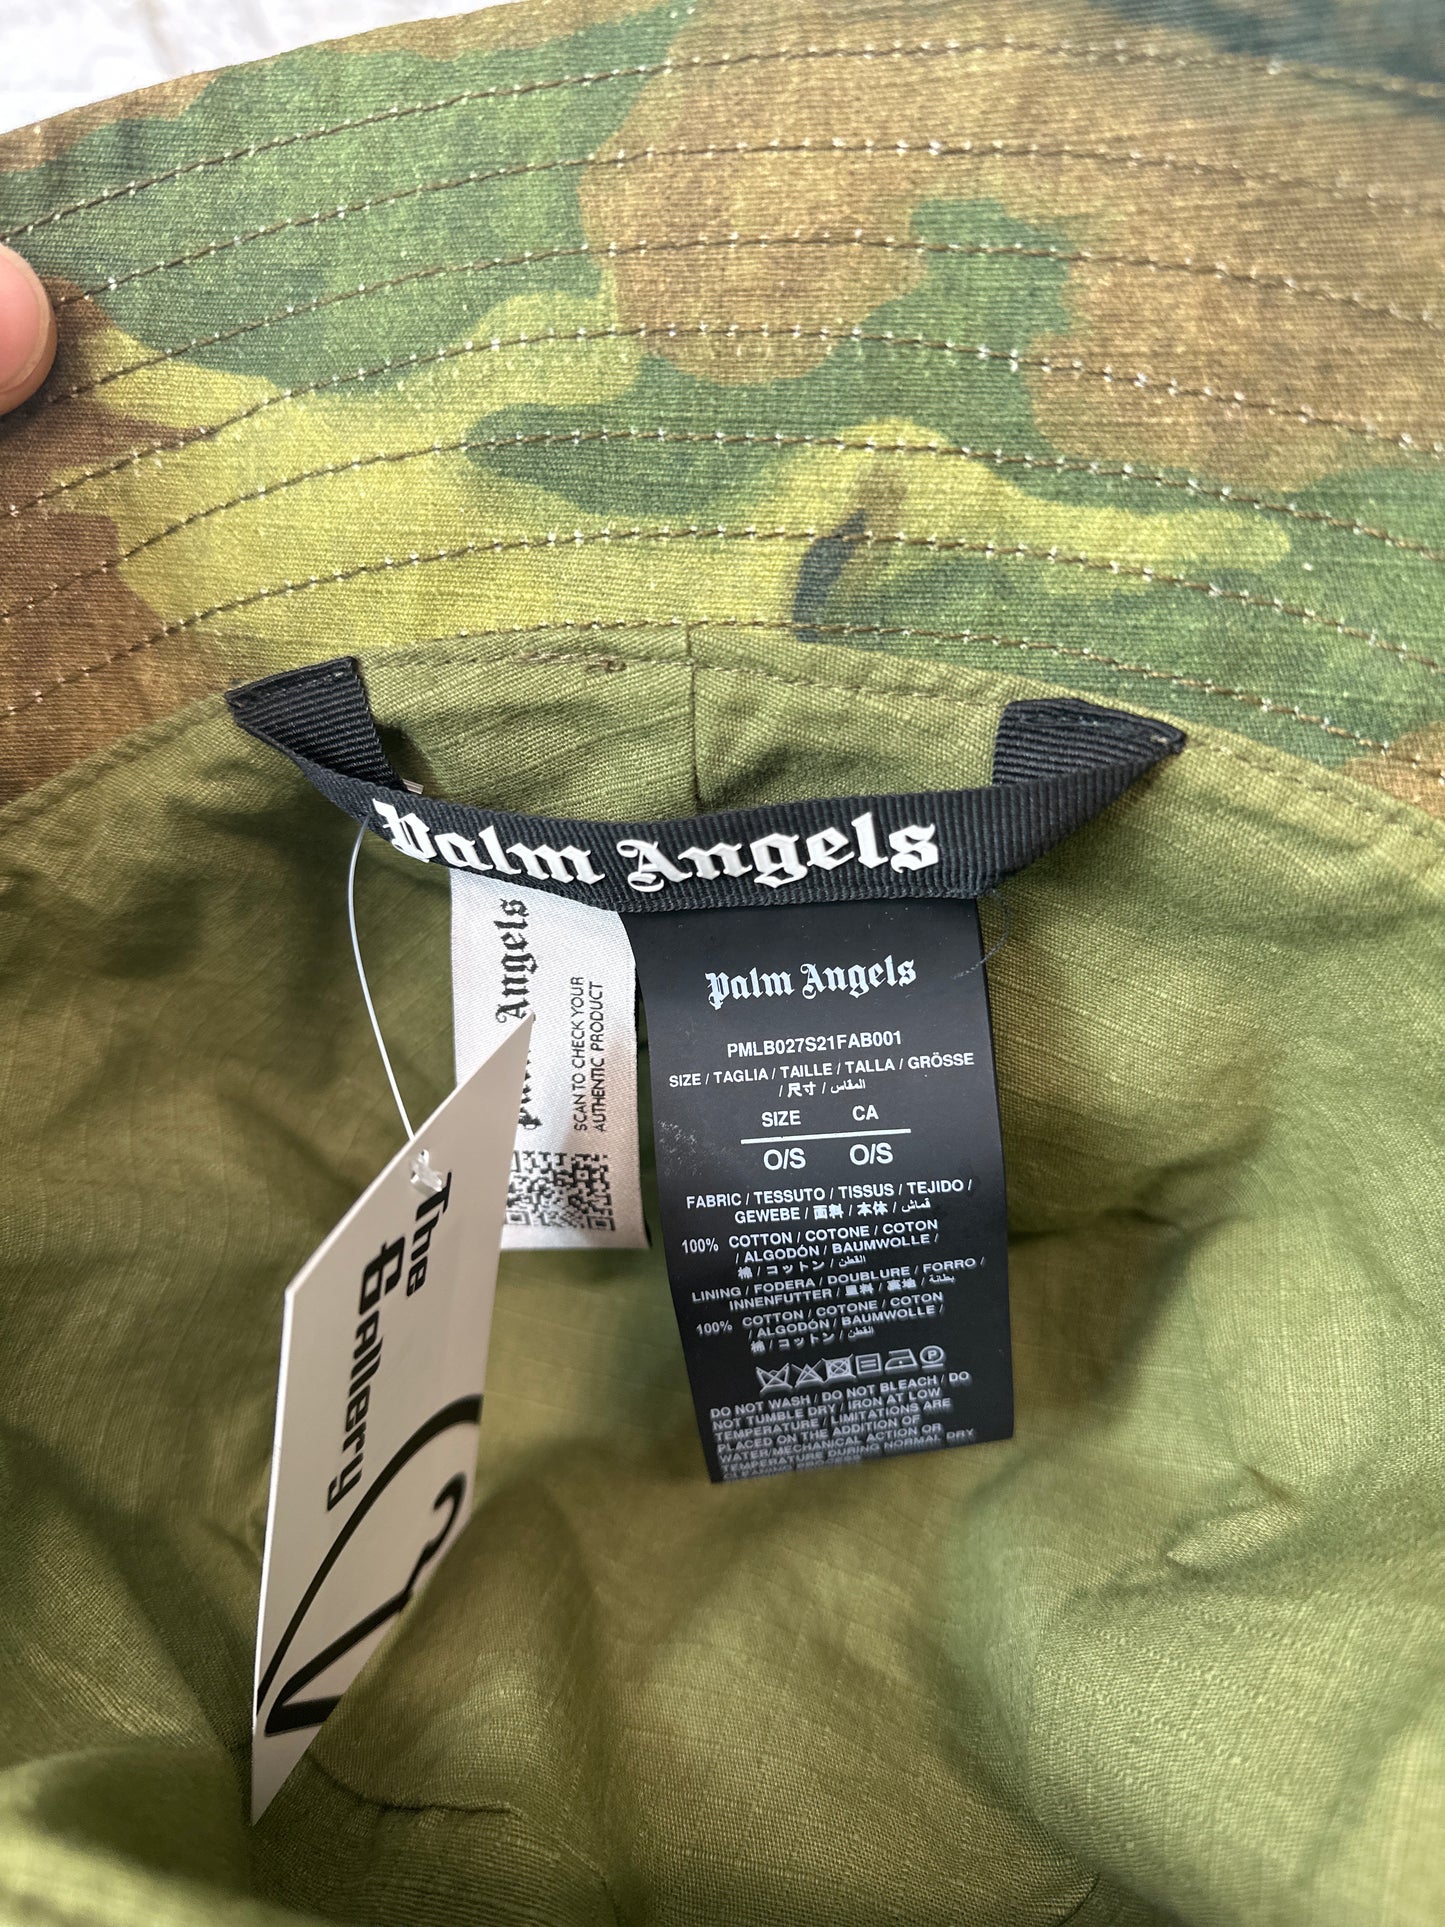 Palm Angels
Angels
SCAN TO CHECK YOUR
AUTHENTIC PRODUCT
The
Gallery
Palm Angels
PMLB027S21FAB001
SIZE / TAGLIA / TAILLE / TALLA / GRÖSSE
/ 尺寸 / المقاس
SIZE CA
O/S O/S
FABRIC / TESSUTO / TISSUS / TEJIDO /
GEWEBE / 面料 / 本体 / قماش
100% COTTON / COTONE / COTON
/ ALGODÓN / BAUMWOLLE /
棉 / コットン / القطن
LINING / FODERA / DOUBLURE / FORRO /
INNENFUTTER / 里料 / 裏地 / بطانة
100% COTTON / COTONE / COTON
/ ALGODÓN / BAUMWOLLE /
棉 / コットン / القطن
DO NOT WASH / DO NOT BLEACH / DO
NOT TUMBLE DRY / IRON AT LOW
TEMPERATURE / LIMITATIONS ARE
PLACED ON THE ADDITION OF
WATER/MECHANICAL ACTION OR
TEMPERATURE DURING NORMAL DRY
CLEANING PROCESS